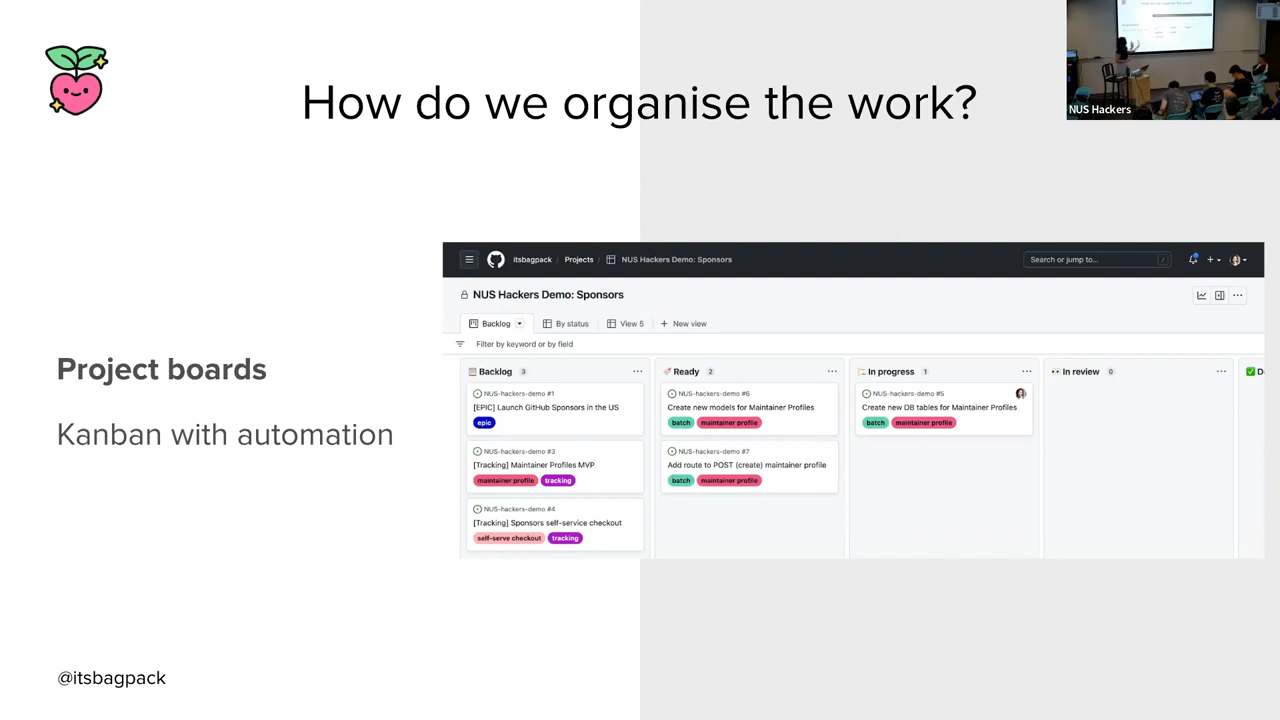 How do we organise the work?
NUS Hackers
itsbagpack / Projects / NUS Hackers Demo: Sponsors
Search or jump to...
/
NUS Hackers Demo: Sponsors
Backlog
By status
View 5
+ New view
Filter by keyword or by field
Project boards
Kanban with automation
Backlog 3
NUS-hackers-demo #1
[EPIC] Launch GitHub Sponsors in the US
epic
NUS-hackers-demo #3
[Tracking] Maintainer Profiles MVP
maintainer profile tracking
NUS-hackers-demo #4
[Tracking] Sponsors self-service checkout
self-serve checkout tracking
Ready 2
NUS-hackers-demo #6
Create new models for Maintainer Profiles
batch maintainer profile
NUS-hackers-demo #7
Add route to POST (create) maintainer profile
batch maintainer profile
In progress 1
NUS-hackers-demo #5
Create new DB tables for Maintainer Profiles
batch maintainer profile
In review 0
@itsbagpack